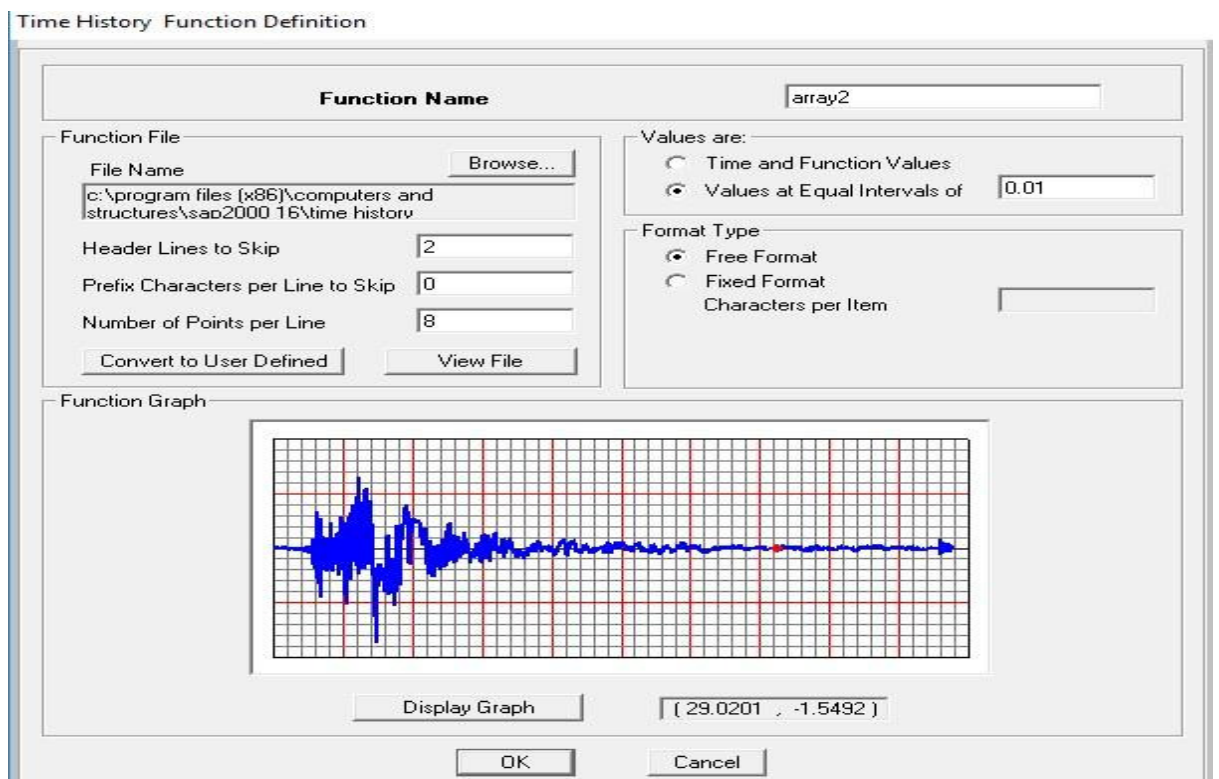 Time History Function Definition
Function Name
array2
Function File
File Name
Browse...
c:\program files (x86)\computers and
structures\sap2000 16\time history
Header Lines to Skip
2
Prefix Characters per Line to Skip
0
Number of Points per Line
8
Convert to User Defined
View File
Values are:
Time and Function Values
Values at Equal Intervals of
0.01
Format Type
Free Format
Fixed Format
Characters per Item
Function Graph
Display Graph
( 29.0201 , -1.5492 )
OK
Cancel